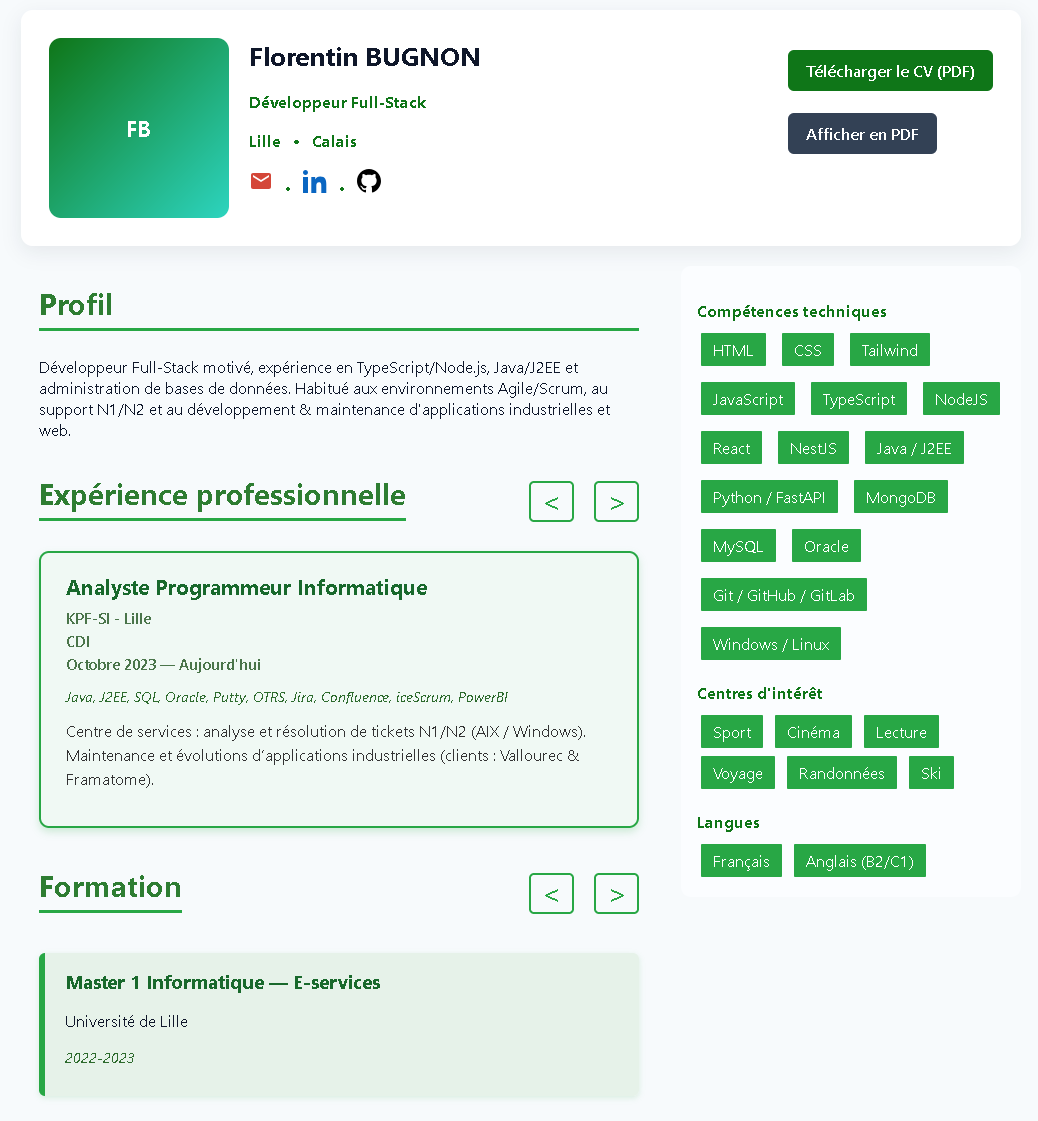 FB
Florentin BUGNON
Développeur Full-Stack
Lille • Calais
in
Télécharger le CV (PDF)
Afficher en PDF
Profil
Développeur Full-Stack motivé, expérience en TypeScript/Node.js, Java/J2EE et
administration de bases de données. Habitué aux environnements Agile/Scrum, au
support N1/N2 et au développement & maintenance d'applications industrielles et
web.
Expérience professionnelle
< >
Analyste Programmeur Informatique
KPF-SI - Lille
CDI
Octobre 2023 — Aujourd'hui
Java, J2EE, SQL, Oracle, Putty, OTRS, Jira, Confluence, iceScrum, PowerBI
Centre de services : analyse et résolution de tickets N1/N2 (AIX / Windows).
Maintenance et évolutions d’applications industrielles (clients : Vallourec &
Framatome).
Formation
< >
Master 1 Informatique — E-services
Université de Lille
2022-2023
Compétences techniques
HTML CSS Tailwind
JavaScript TypeScript NodeJS
React NestJS Java / J2EE
Python / FastAPI MongoDB
MySQL Oracle
Git / GitHub / GitLab
Windows / Linux
Centres d'intérêt
Sport Cinéma Lecture
Voyage Randonnées Ski
Langues
Français Anglais (B2/C1)